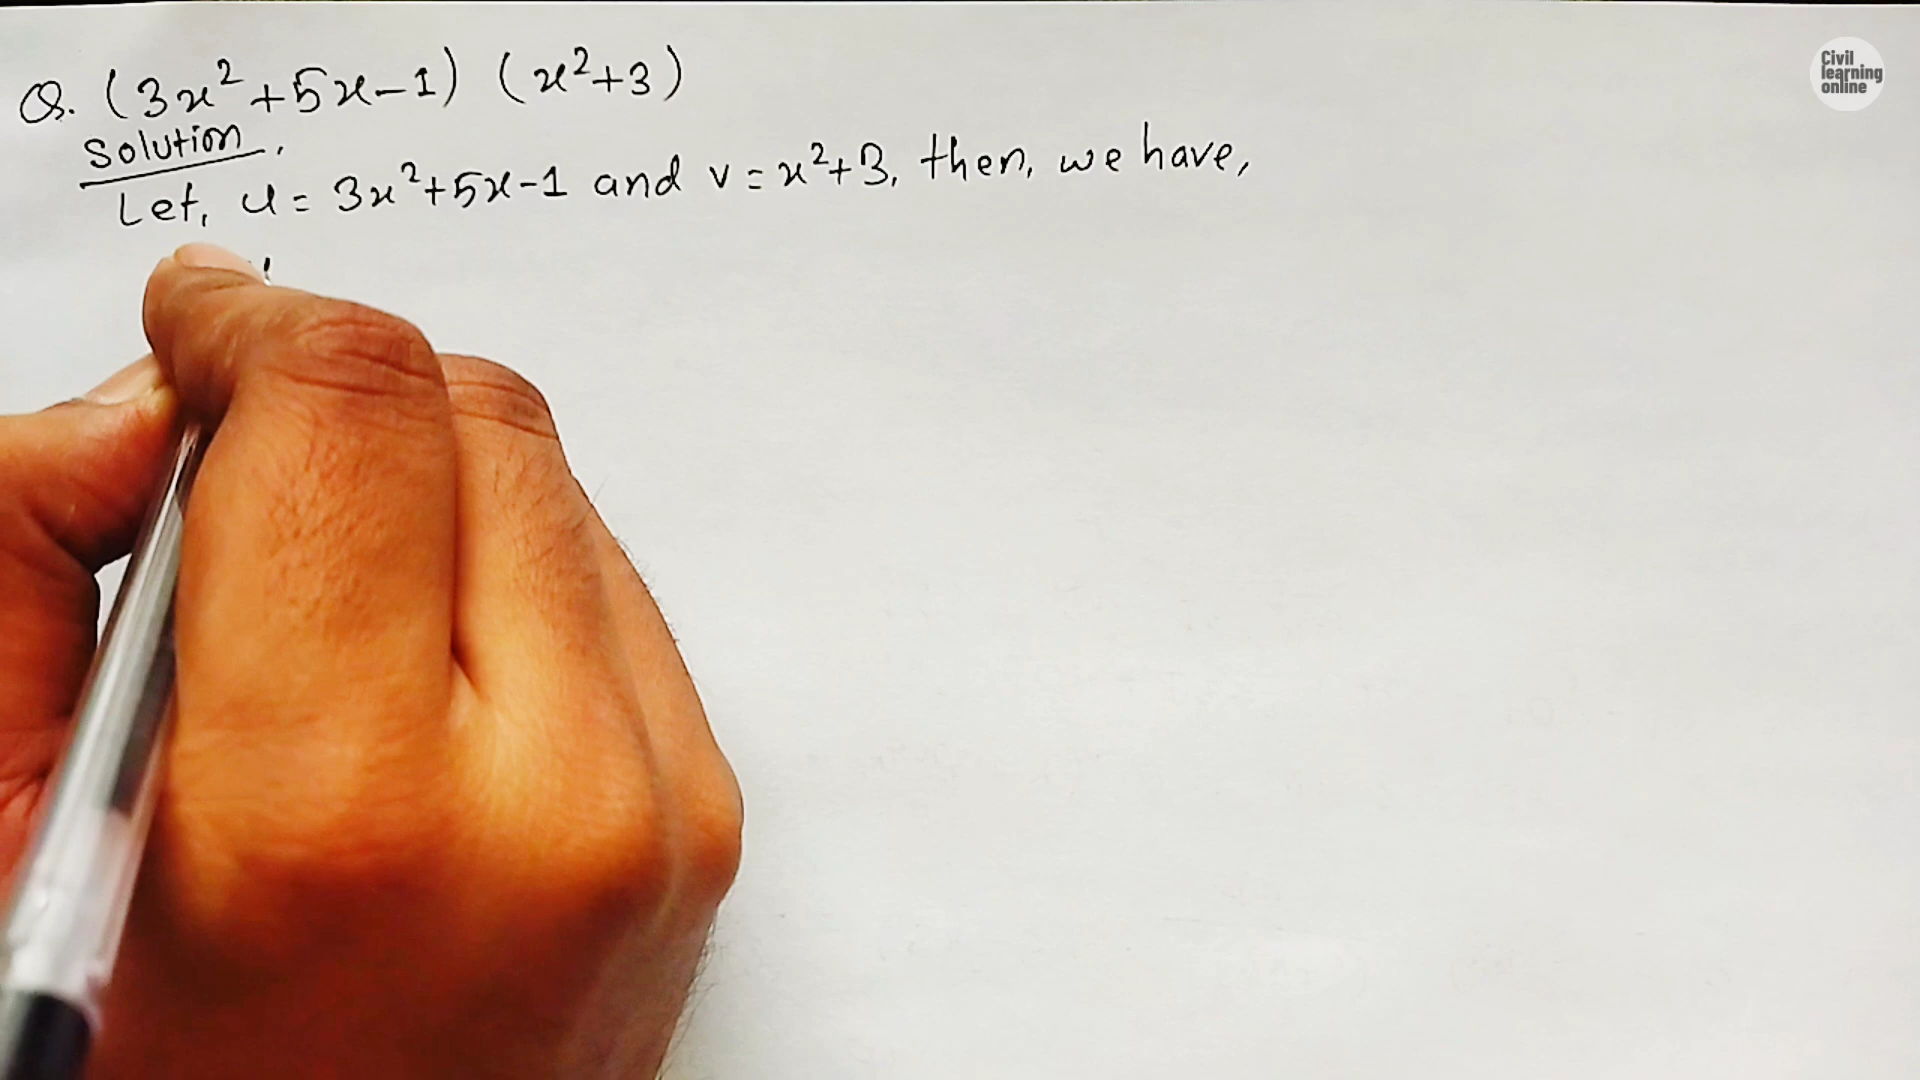 Q. (3x²+5x-1) (x²+3)
Solution,
Let, u = 3x²+5x-1 and v = x²+3, then, we have,
Civil
learning
online